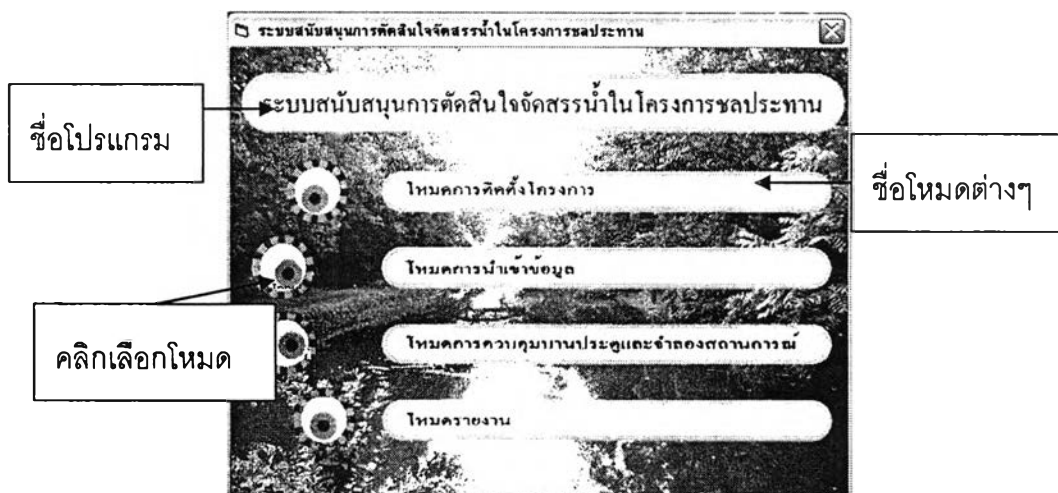 ระบบสนับสนุนการตัดสินใจจัดสรรน้ำในโครงการชลประทาน
ระบบสนับสนุนการตัดสินใจจัดสรรน้ำในโครงการชลประทาน
ชื่อโปรแกรม
โหมดการติดตั้งโครงการ
ชื่อโหมดต่างๆ
โหมดการนำเข้าข้อมูล
คลิกเลือกโหมด
โหมดการควบคุมบานประตูและจำลองสถานการณ์
โหมดรายงาน